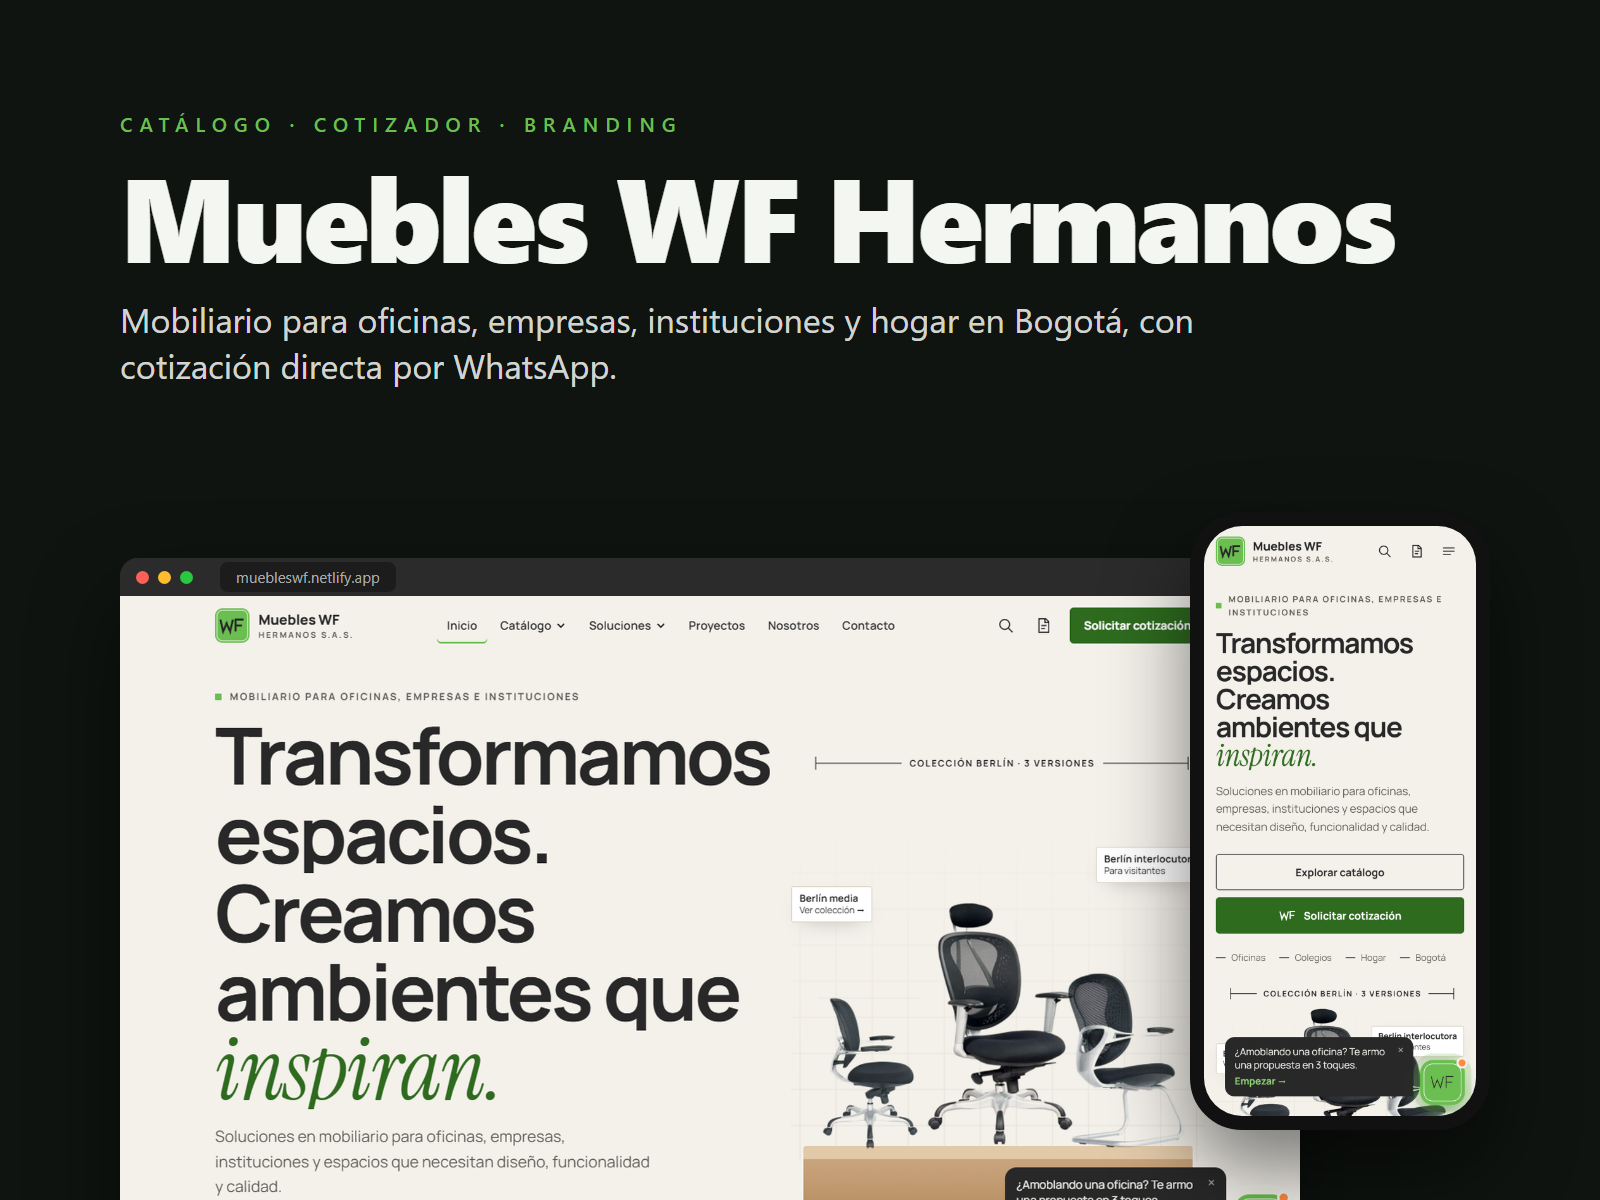 CATÁLOGO · COTIZADOR · BRANDING
Muebles WF Hermanos
Mobiliario para oficinas, empresas, instituciones y hogar en Bogotá, con
cotización directa por WhatsApp.
muebleswf.netlify.app
WF
Muebles WF
HERMANOS S.A.S.
Inicio
Catálogo
Soluciones
Proyectos
Nosotros
Contacto
Solicitar cotización
MOBILIARIO PARA OFICINAS, EMPRESAS E INSTITUCIONES
Transformamos
espacios.
Creamos
ambientes que
inspiran.
Soluciones en mobiliario para oficinas, empresas,
instituciones y espacios que necesitan diseño, funcionalidad
y calidad.
COLECCIÓN BERLÍN · 3 VERSIONES
Berlín interlocutor
Para visitantes
Berlín media
Ver colección →
¿Amoblando una oficina? Te armo ×
una propuesta en 3 toques.
WF
Muebles WF
HERMANOS S.A.S.
MOBILIARIO PARA OFICINAS, EMPRESAS E
INSTITUCIONES
Transformamos
espacios.
Creamos
ambientes que
inspiran.
Soluciones en mobiliario para oficinas,
empresas, instituciones y espacios que
necesitan diseño, funcionalidad y calidad.
Explorar catálogo
WF Solicitar cotización
— Oficinas — Colegios — Hogar — Bogotá
COLECCIÓN BERLÍN · 3 VERSIONES
Berlín interlocutora
¿Amoblando una oficina? Te armo ×
una propuesta en 3 toques.
Empezar →
WF